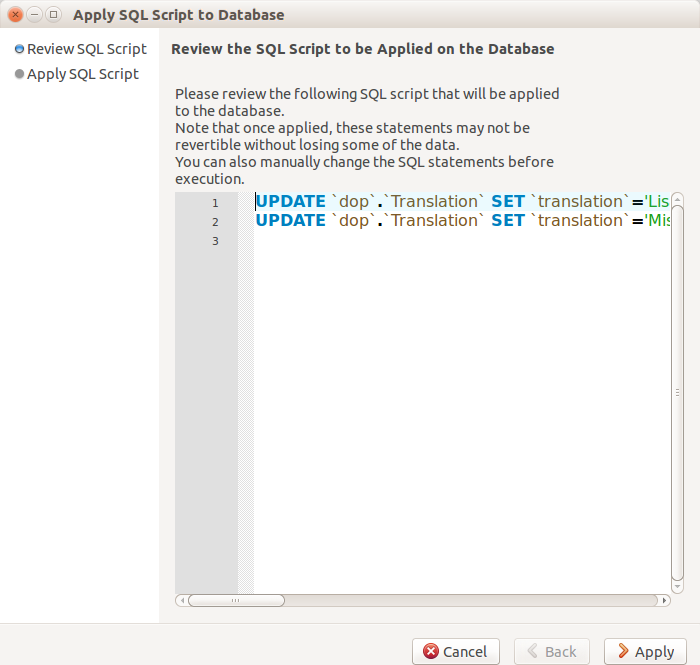 Apply SQL Script to Database
Review SQL Script
Apply SQL Script
Review the SQL Script to be Applied on the Database
Please review the following SQL script that will be applied
to the database.
Note that once applied, these statements may not be
revertible without losing some of the data.
You can also manually change the SQL statements before
execution.
1 UPDATE `dop`.`Translation` SET `translation`='Lis
2 UPDATE `dop`.`Translation` SET `translation`='Mis
3
Cancel
Back
Apply